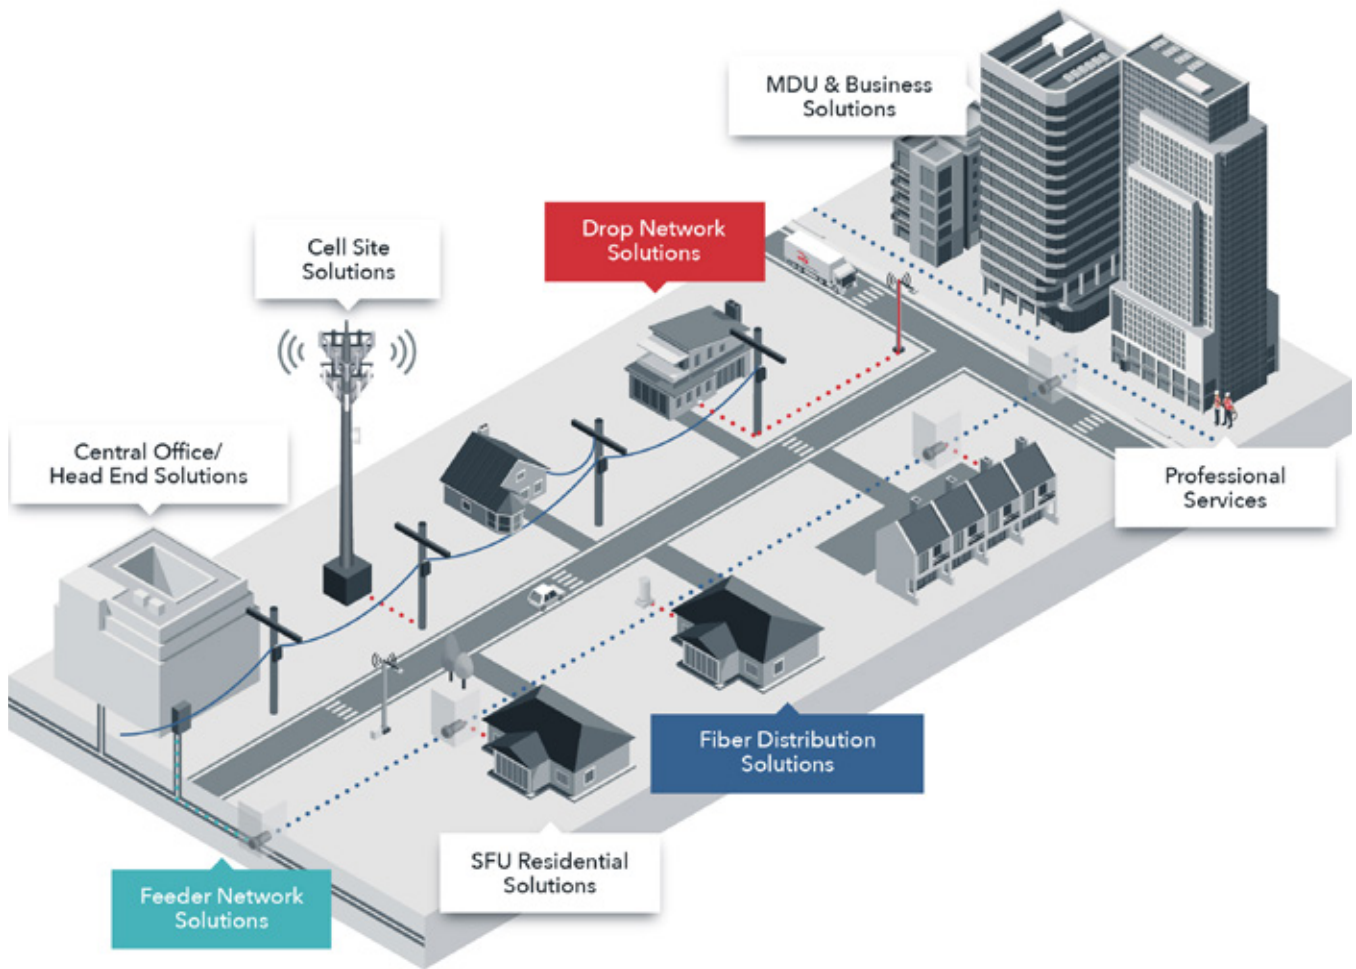 MDU & Business
Solutions
Drop Network
Solutions
Cell Site
Solutions
Central Office/
Head End Solutions
Professional
Services
Fiber Distribution
Solutions
SFU Residential
Solutions
Feeder Network
Solutions